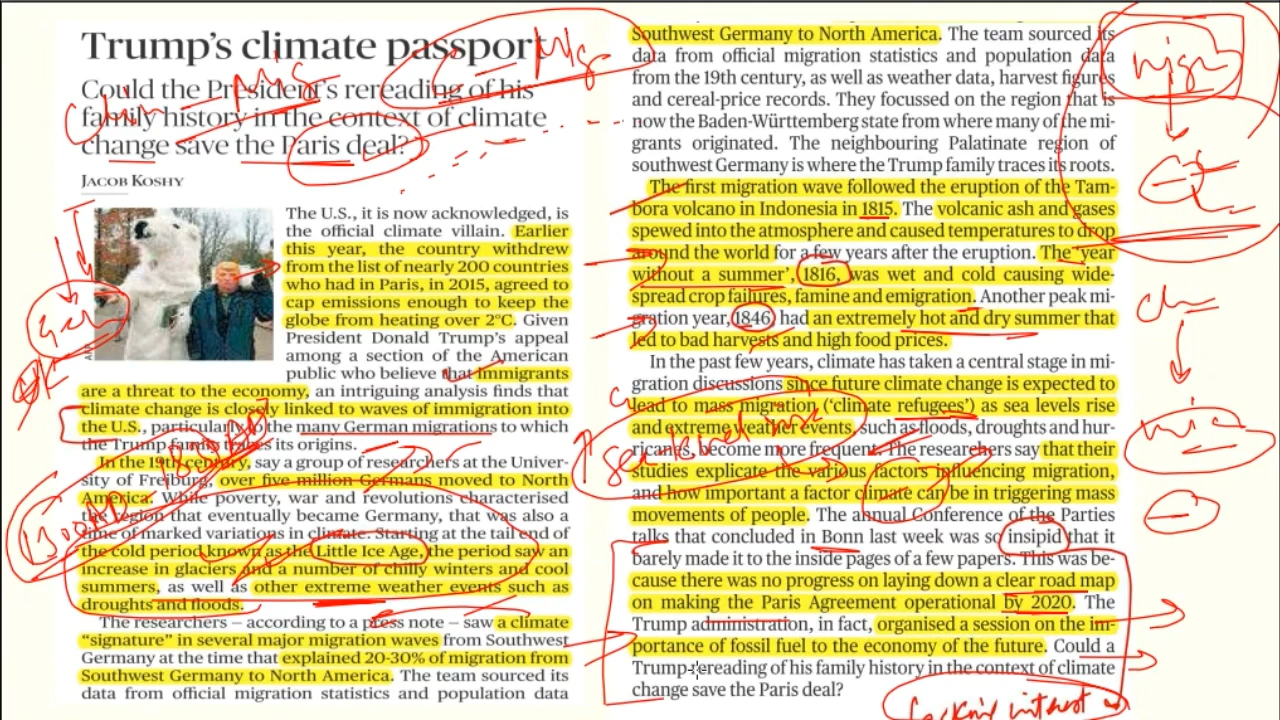 Trump's climate passport
Could the President's rereading of his
family history in the context of climate
change save the Paris deal?
JACOB KOSHY
The U.S., it is now acknowledged, is
the official climate villain. Earlier
this year, the country withdrew
from the list of nearly 200 countries
who had in Paris, in 2015, agreed to
cap emissions enough to keep the
globe from heating over 2°C. Given
President Donald Trump's appeal
among a section of the American
public who believe that immigrants
are a threat to the economy, an intriguing analysis finds that
climate change is closely linked to waves of immigration into
the U.S., particularly to the many German migrations to which
the Trump family traces its origins.
In the 19th century, say a group of researchers at the Univer-
sity of Freiburg, over five million Germans moved to North
America. While poverty, war and revolutions characterised
the region that eventually became Germany, that was also a
time of marked variations in climate. Starting at the tail end of
the cold period known as the Little Ice Age, the period saw an
increase in glaciers and a number of chilly winters and cool
summers, as well as other extreme weather events such as
droughts and floods.
The researchers – according to a press note – saw a climate
“signature” in several major migration waves from Southwest
Germany at the time that explained 20-30% of migration from
Southwest Germany to North America. The team sourced its
data from official migration statistics and population data
Southwest Germany to North America. The team sourced its
data from official migration statistics and population data
from the 19th century, as well as weather data, harvest figures
and cereal-price records. They focussed on the region that is
now the Baden-Württemberg state from where many of the mi-
grants originated. The neighbouring Palatinate region of
southwest Germany is where the Trump family traces its roots.
The first migration wave followed the eruption of the Tam-
bora volcano in Indonesia in 1815. The volcanic ash and gases
spewed into the atmosphere and caused temperatures to drop
around the world for a few years after the eruption. The 'year
without a summer', 1816, was wet and cold causing wide-
spread crop failures, famine and emigration. Another peak mi-
gration year, 1846, had an extremely hot and dry summer that
led to bad harvests and high food prices.
In the past few years, climate has taken a central stage in mi-
gration discussions since future climate change is expected to
lead to mass migration ('climate refugees') as sea levels rise
and extreme weather events, such as floods, droughts and hur-
ricanes, become more frequent. The researchers say that their
studies explicate the various factors influencing migration,
and how important a factor climate can be in triggering mass
movements of people. The annual Conference of the Parties
talks that concluded in Bonn last week was so insipid that it
barely made it to the inside pages of a few papers. This was be-
cause there was no progress on laying down a clear road map
on making the Paris Agreement operational by 2020. The
Trump administration, in fact, organised a session on the im-
portance of fossil fuel to the economy of the future. Could a
Trump rereading of his family history in the context of climate
change save the Paris deal?
Mig
Mig
sea level rise
interest